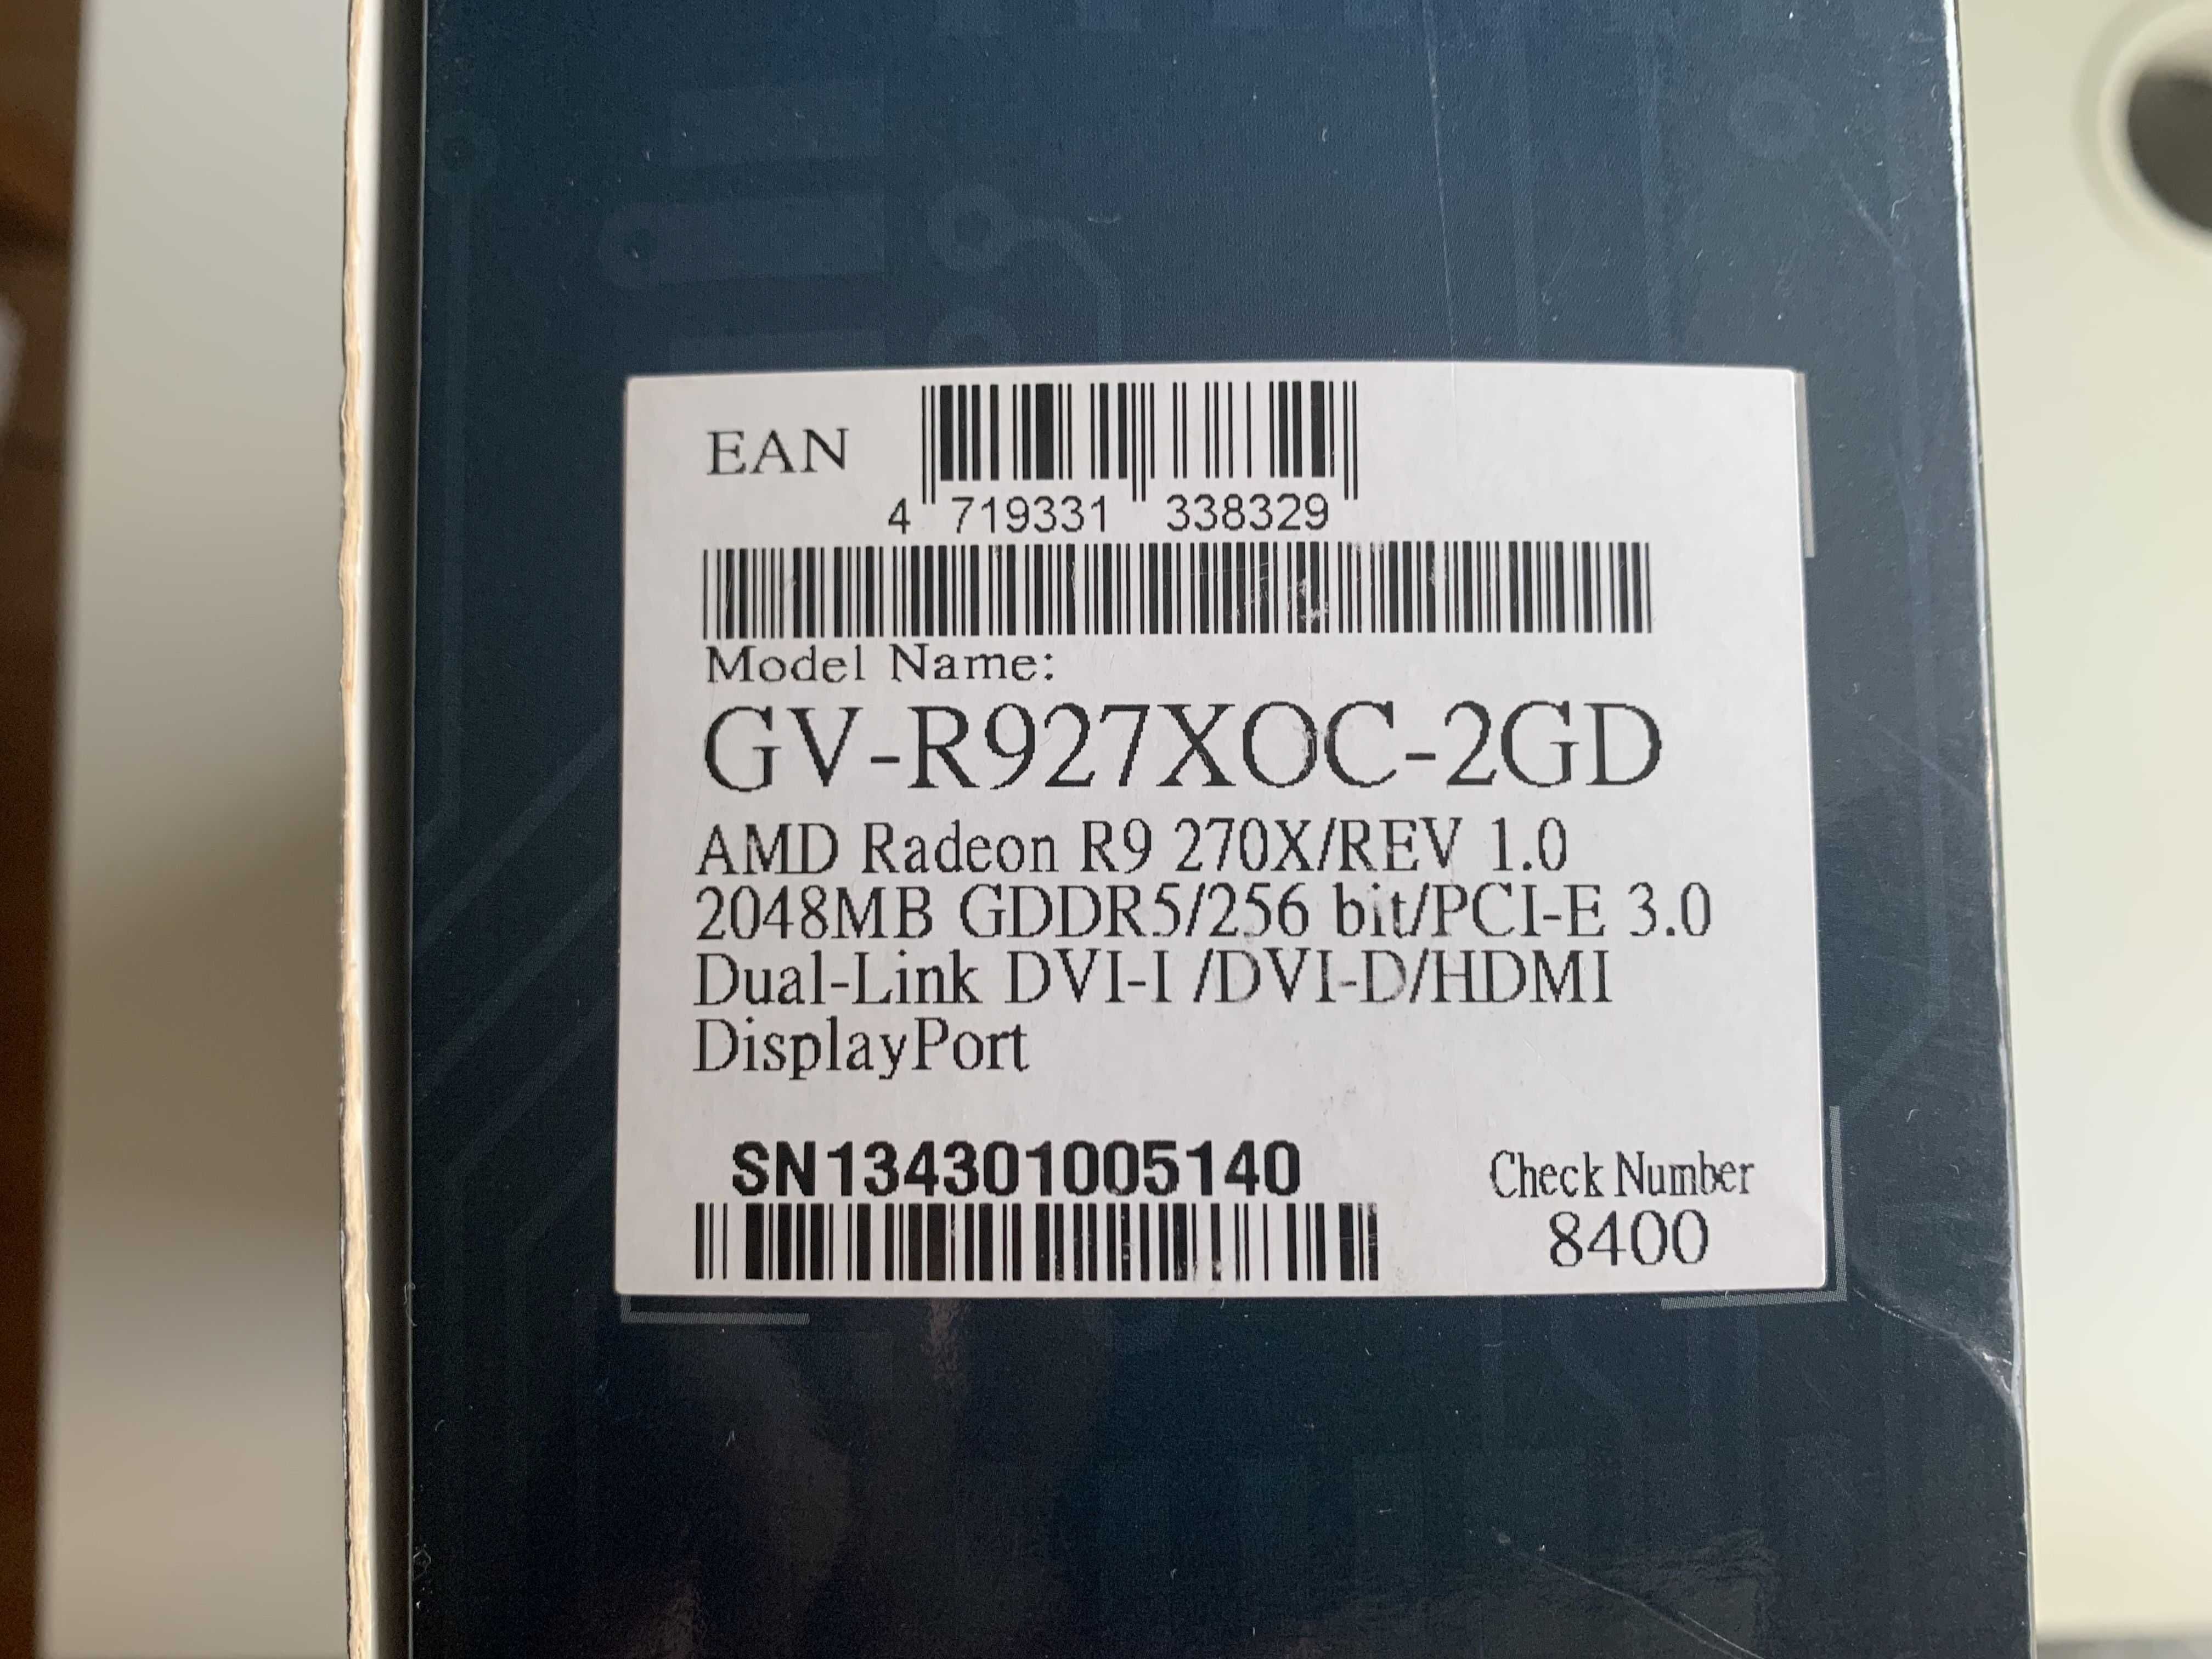 EAN
4 719331 338329
Model Name:
GV-R927XOC-2GD
AMD Radeon R9 270X/REV 1.0
2048MB GDDR5/256 bit/PCI-E 3.0
Dual-Link DVI-I /DVI-D/HDMI
DisplayPort
SN134301005140
Check Number
8400